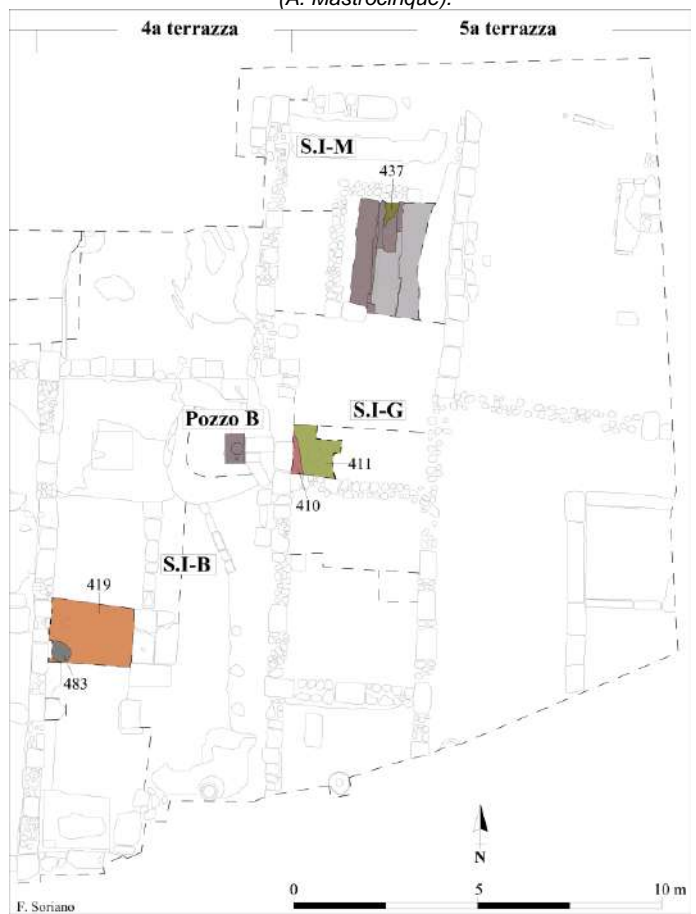 (A. Mastrocinque).
4a terrazza 5a terrazza
S.I-M
437
Pozzo B
S.I-G
411
410
S.I-B
419
483
N
0 5 10 m
F. Soriano